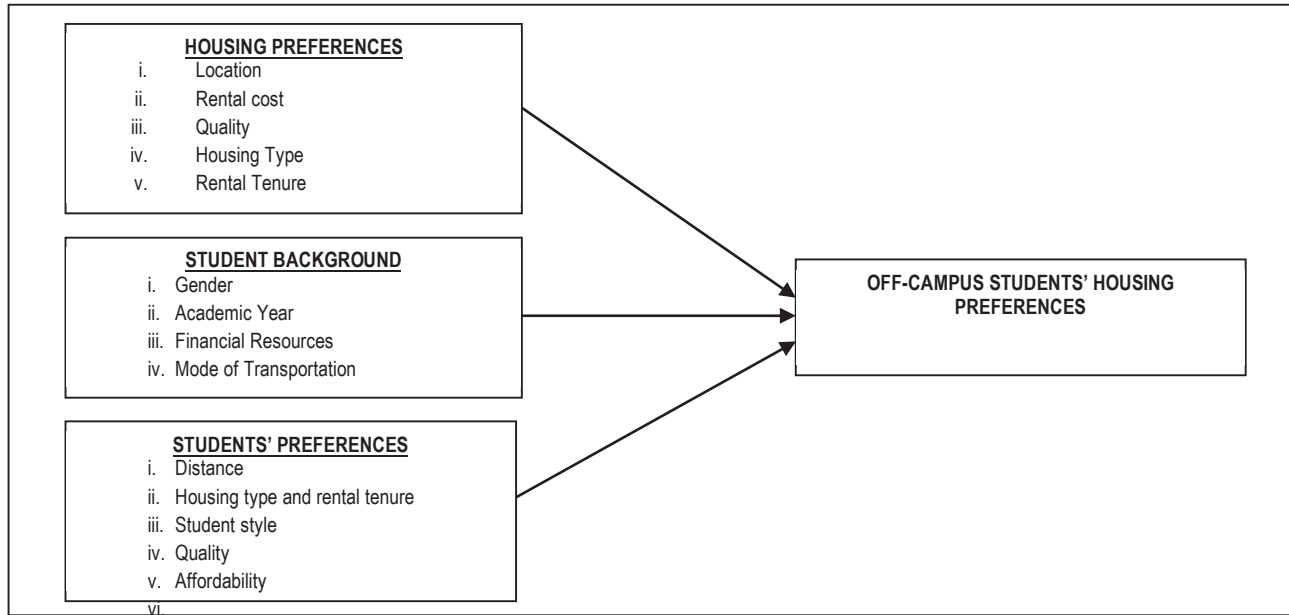 HOUSING PREFERENCES
i. Location
ii. Rental cost
iii. Quality
iv. Housing Type
v. Rental Tenure
STUDENT BACKGROUND
i. Gender
ii. Academic Year
iii. Financial Resources
iv. Mode of Transportation
STUDENTS’ PREFERENCES
i. Distance
ii. Housing type and rental tenure
iii. Student style
iv. Quality
v. Affordability
vi.
OFF-CAMPUS STUDENTS’ HOUSING
PREFERENCES